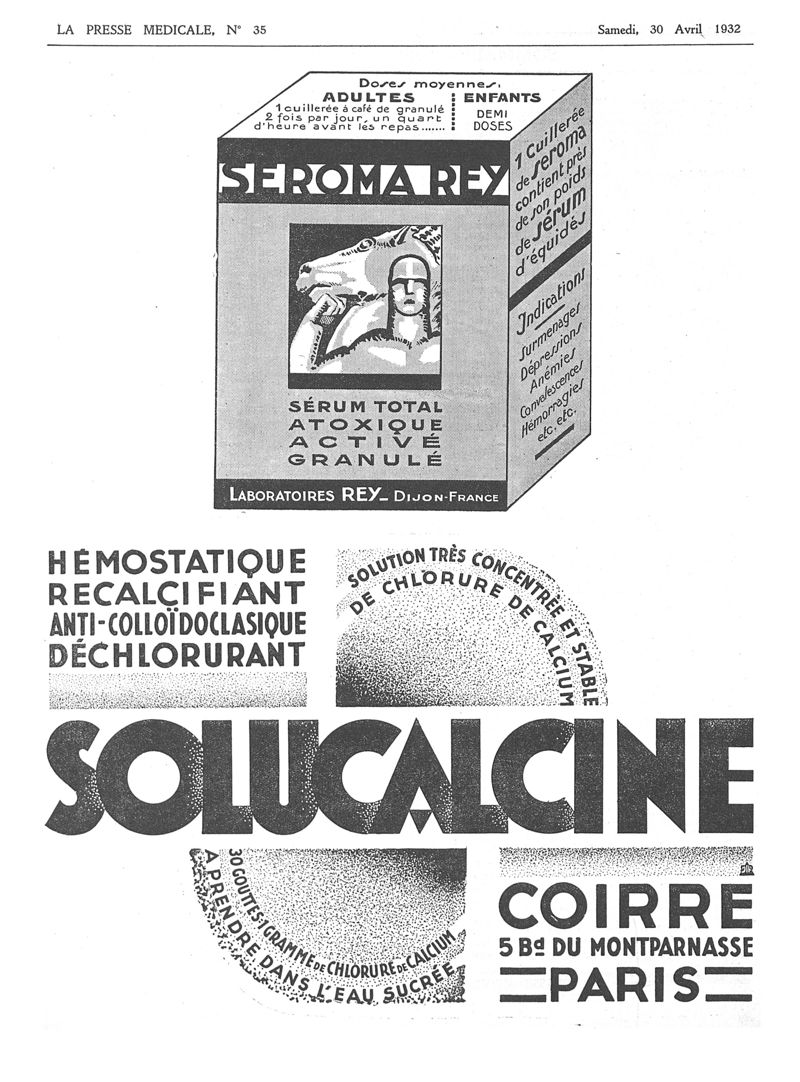 LA PRESSE MEDICALE, N° 35
Samedi, 30 Avril 1932
Doses moyennes.
ADULTES
1 cuillerée à café de granulé
2 fois par jour, un quart
d'heure avant les repas.......
ENFANTS
DEMI
DOSES
SEROMA REY
SÉRUM TOTAL
ATOXIQUE
ACTIVÉ
GRANULÉ
LABORATOIRES REY_ DIJON-FRANCE
1 Cuillerée
de seroma
contient près
de son poids
de sérum
d'équidés
Indications
Surmenages
Dépressions
Anémies
Convalescences
Hémorragies
etc. etc.
HÉMOSTATIQUE
RECALCIFIANT
ANTI-COLLOÏDOCLASIQUE
DÉCHLORURANT
SOLUTION TRÈS CONCENTRÉE ET STABLE
DE CHLORURE DE CALCIUM
SOLUCALCINE
30 GOUTTES 1 GRAMME DE CHLORURE DE CALCIUM
A PRENDRE DANS L'EAU SUCRÉE
COIRRE
5 Bd DU MONTPARNASSE
PARIS